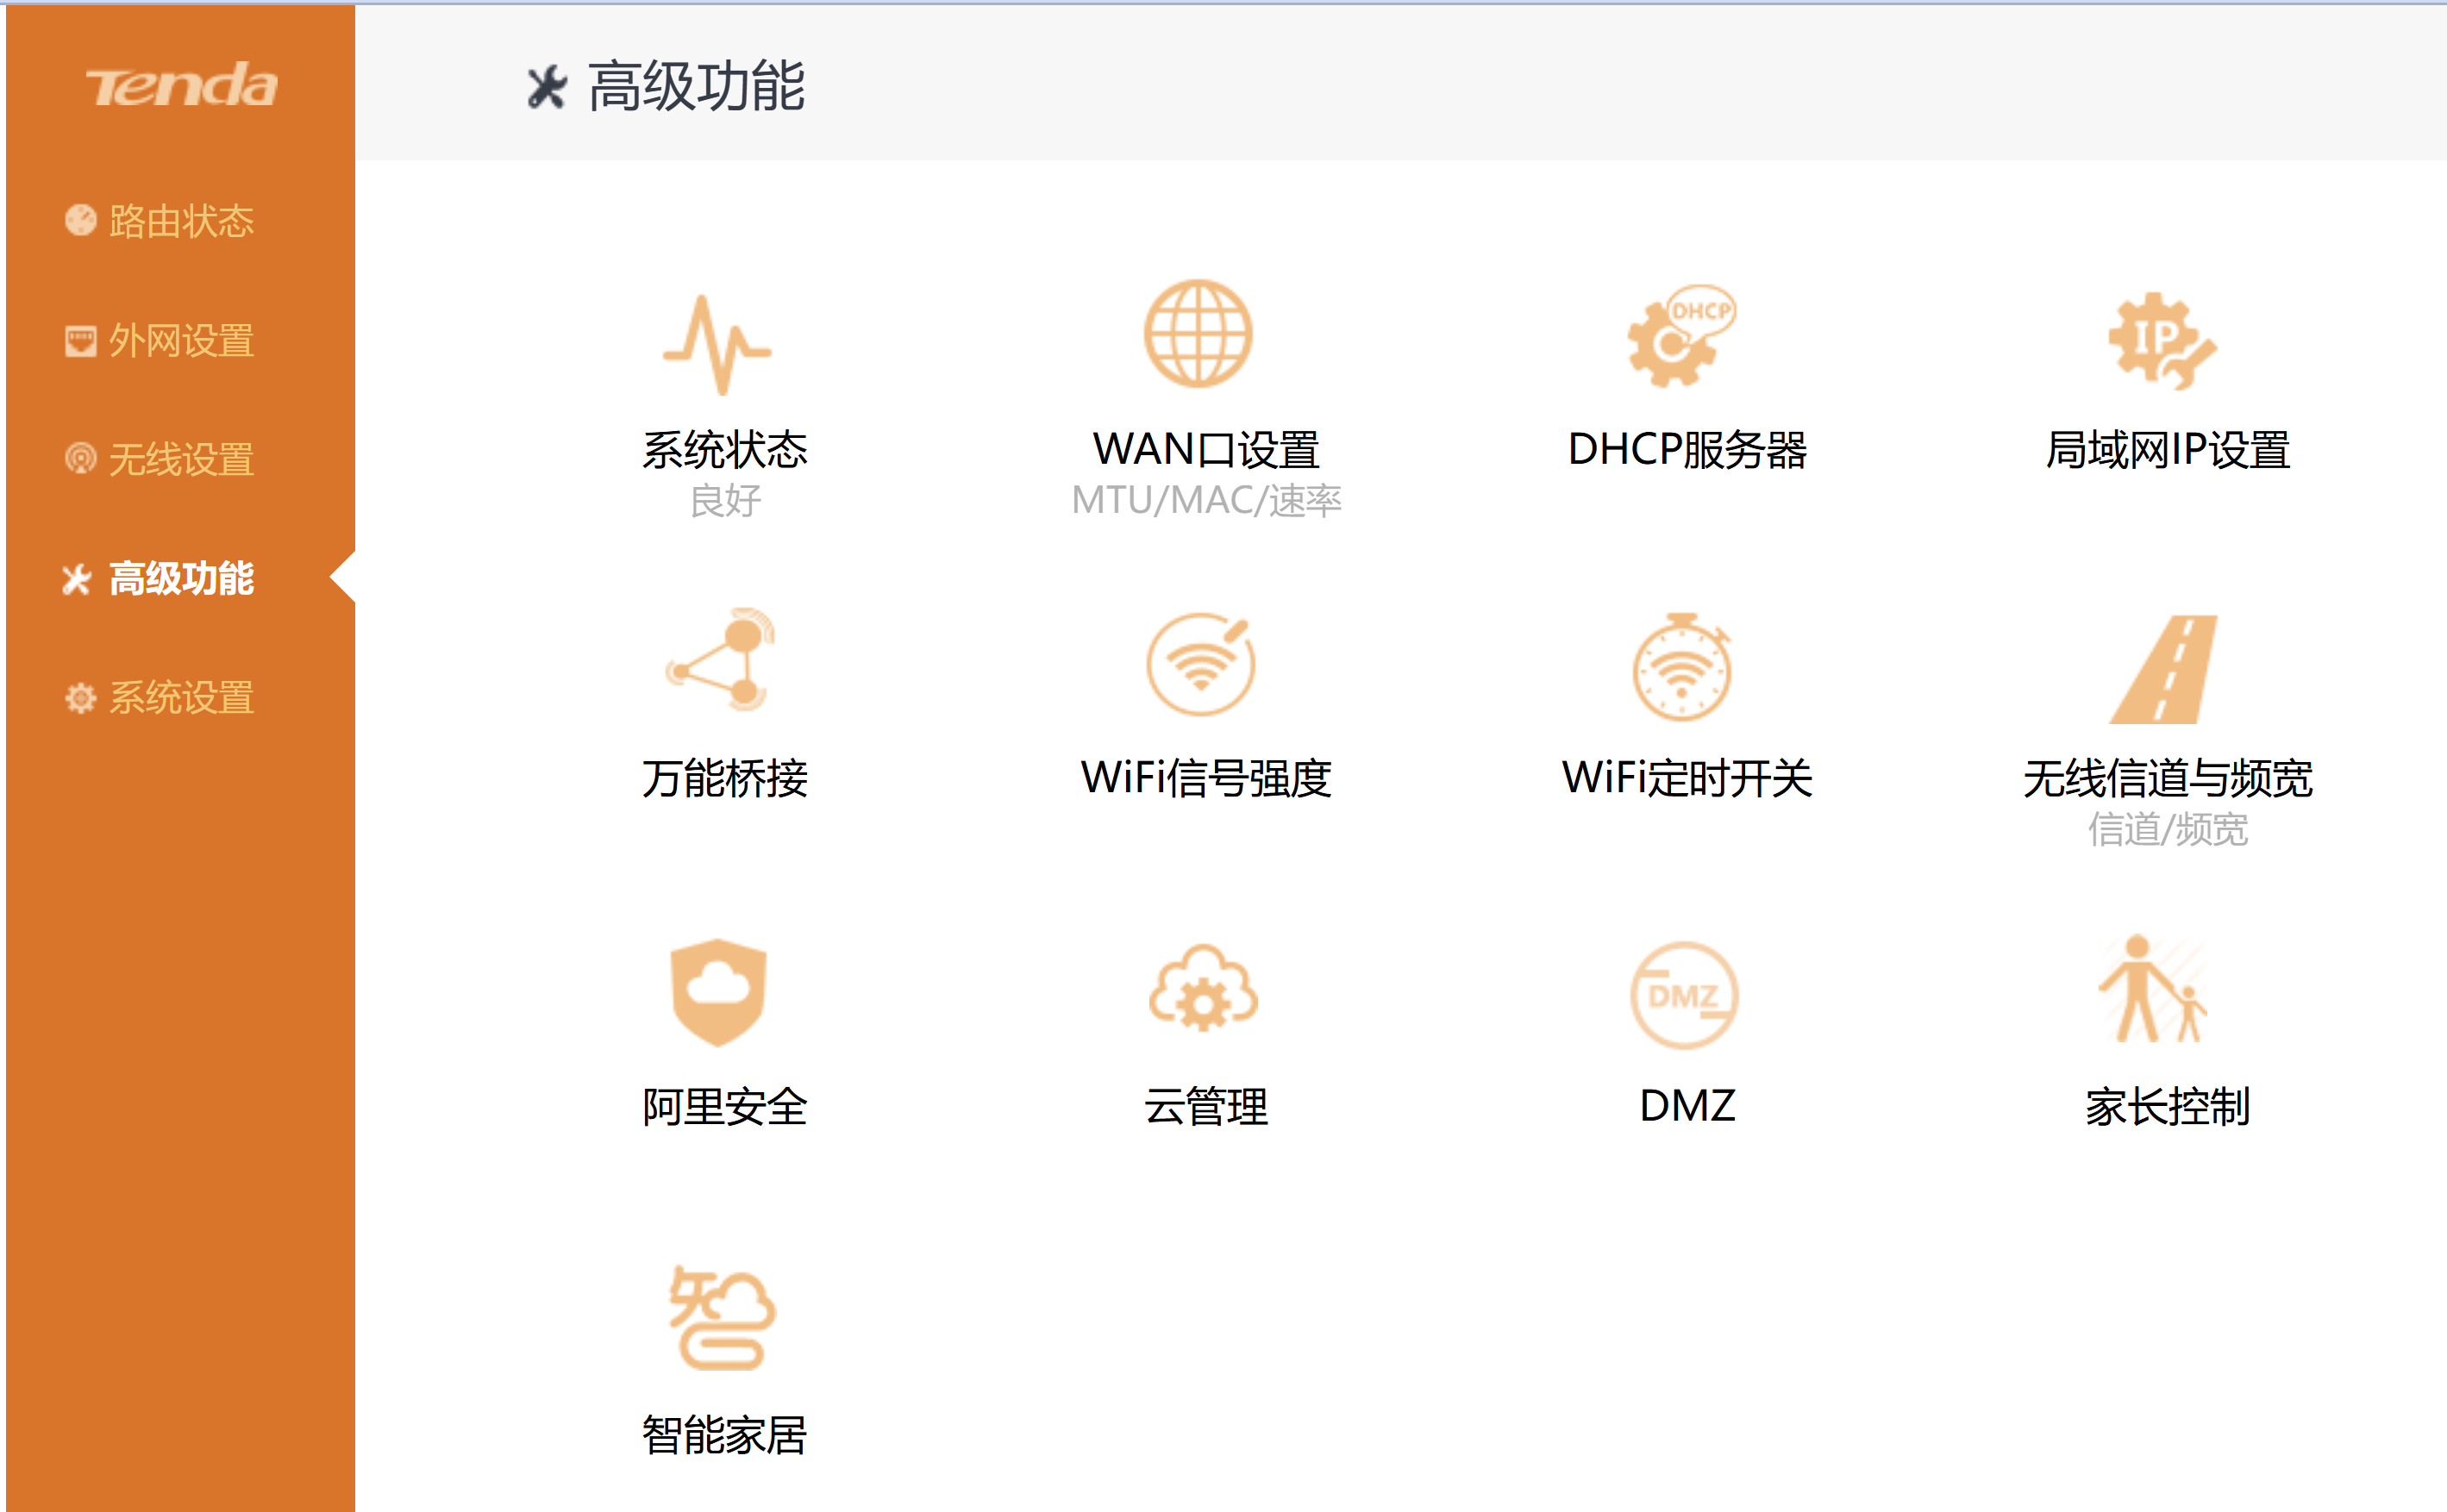 Tenda
高级功能
路由状态
外网设置
无线设置
高级功能
系统设置
DHCP
IP
系统状态
良好
WAN口设置
MTU/MAC/速率
DHCP服务器
局域网IP设置
万能桥接
WiFi信号强度
WiFi定时开关
无线信道与频宽
信道/频宽
DMZ
阿里安全
云管理
DMZ
家长控制
智能家居